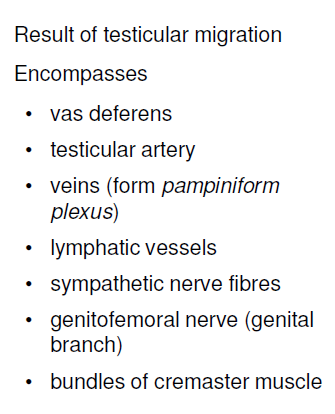 Result of testicular migration
Encompasses
• vas deferens
• testicular artery
• veins (form pampiniform
plexus)
• lymphatic vessels
• sympathetic nerve fibres
• genitofemoral nerve (genital
branch)
• bundles of cremaster muscle